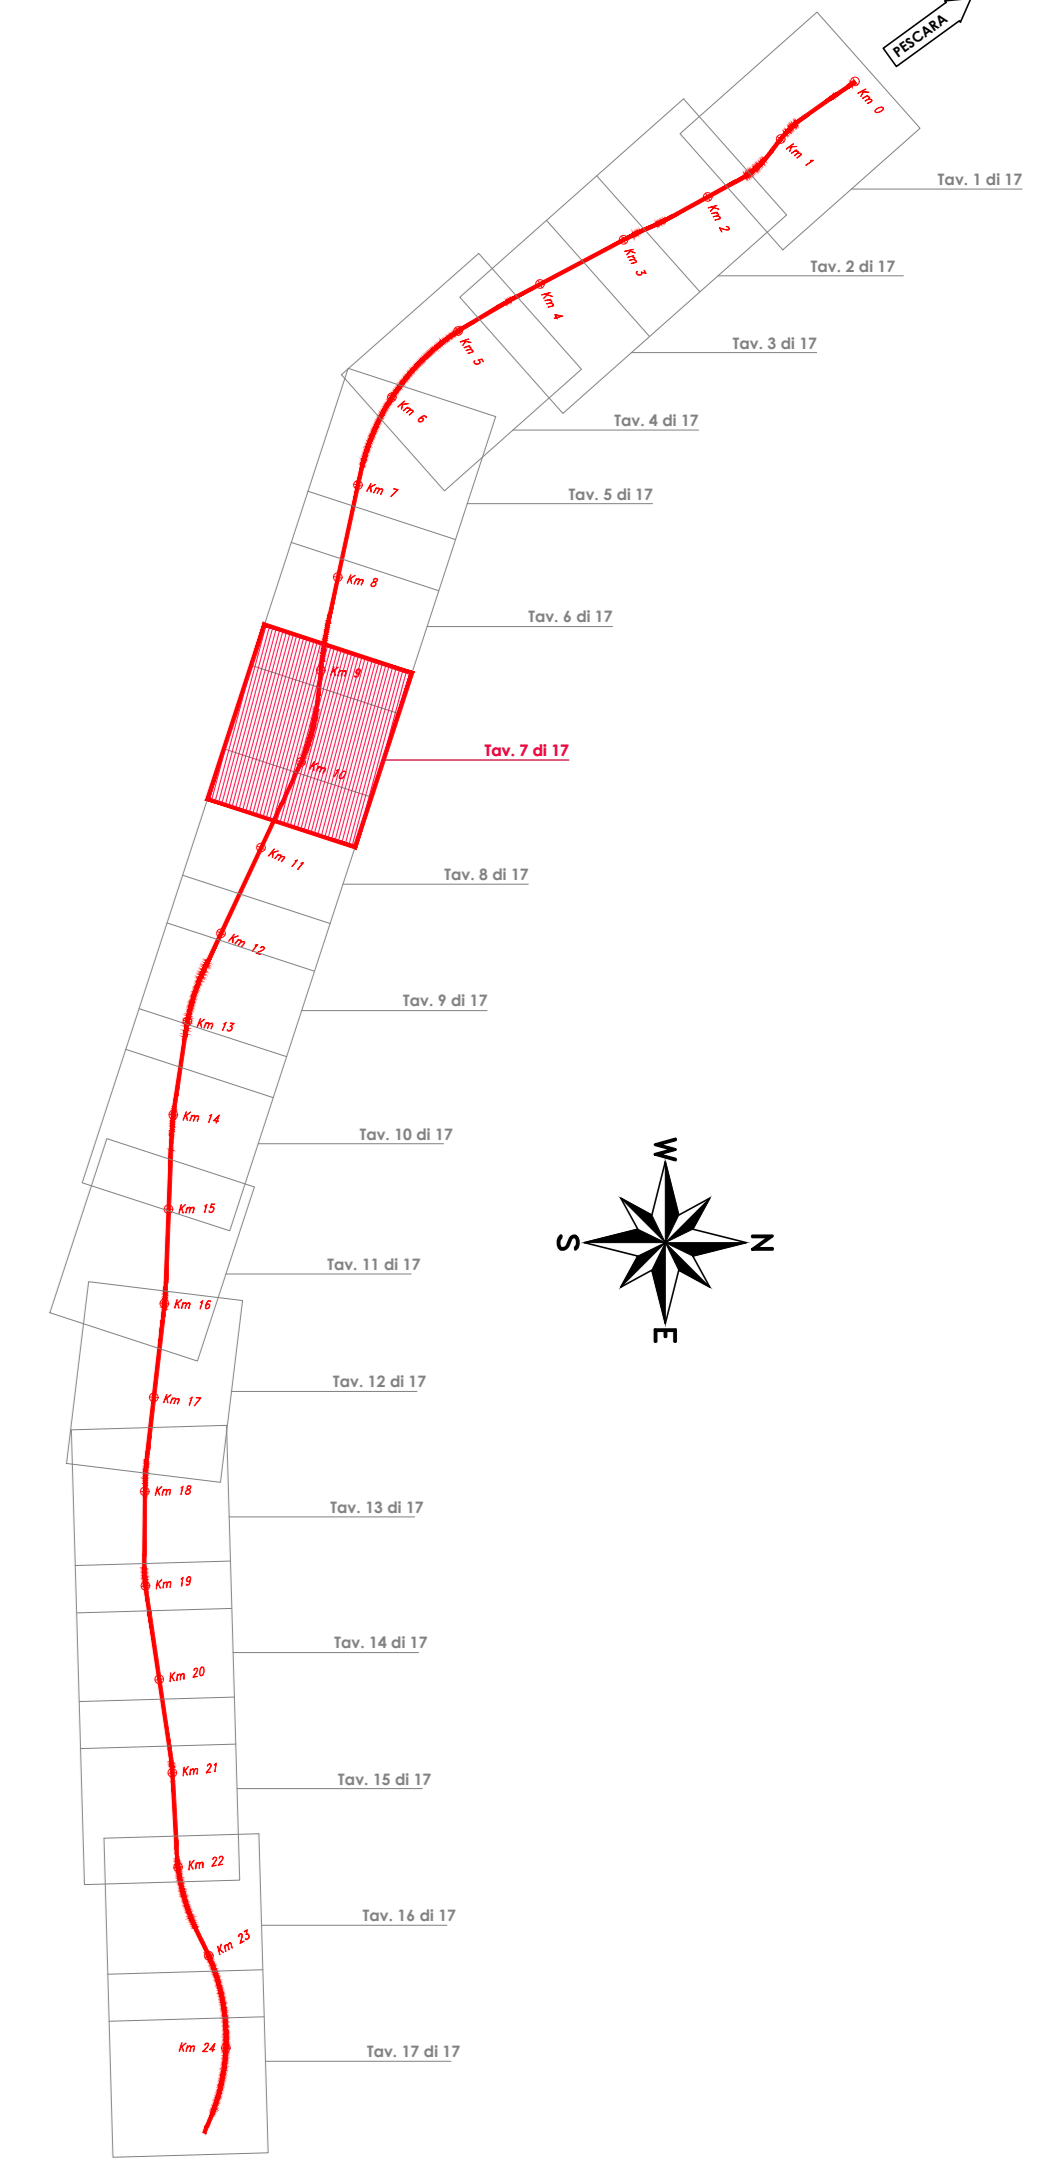 PESCARA
Km 0
Km 1
Tav. 1 di 17
Km 2
Km 3
Tav. 2 di 17
Km 4
Tav. 3 di 17
Km 5
Km 6
Tav. 4 di 17
Km 7
Tav. 5 di 17
Km 8
Tav. 6 di 17
Km 9
Tav. 7 di 17
Km 10
Km 11
Tav. 8 di 17
Km 12
Tav. 9 di 17
Km 13
Km 14
Tav. 10 di 17
W
Km 15
S
N
Tav. 11 di 17
Km 16
E
Tav. 12 di 17
Km 17
Km 18
Tav. 13 di 17
Km 19
Tav. 14 di 17
Km 20
Km 21
Tav. 15 di 17
Km 22
Tav. 16 di 17
Km 23
Km 24
Tav. 17 di 17